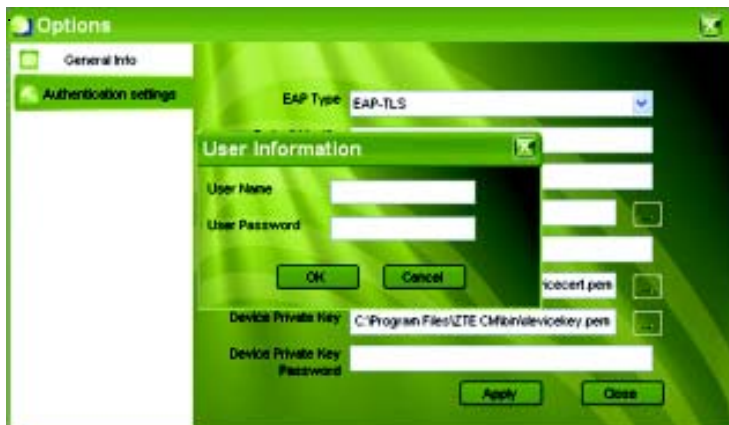 Options
General Info
Authentication settings
EAP Type EAP-TLS
User Information
User Name
User Password
OK Cancel
icecert.pem ...
Device Private Key C:\Program Files\ZTE CM\bin\devicekey.pem ...
Device Private Key
Password
Apply Close